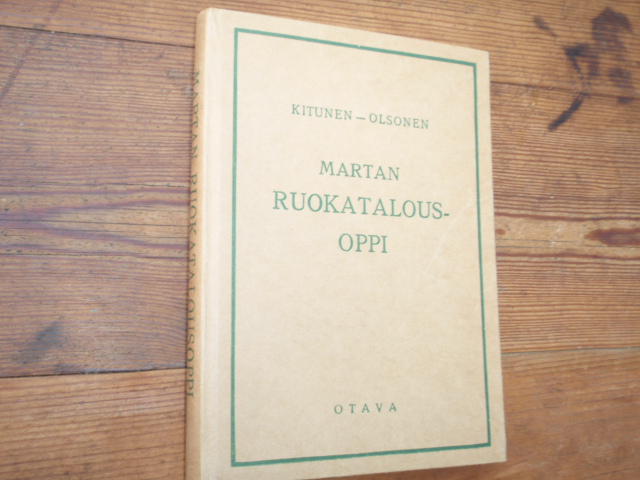 KITUNEN — OLSONEN
MARTAN
RUOKATALOUS-
OPPI
OTAVA
MARTAN RUOKATALOUSOPPI